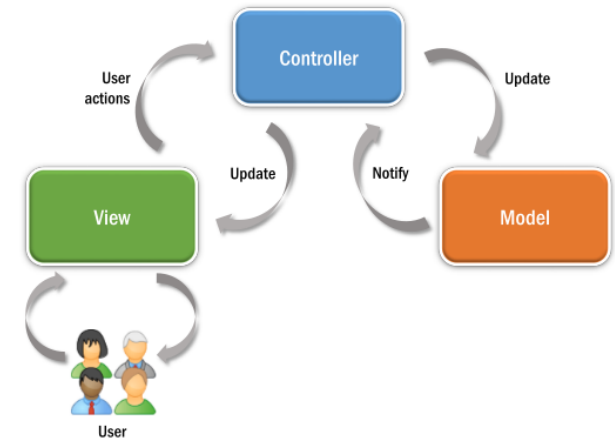 Controller
User
actions
Update
Update
Notify
View
Model
User